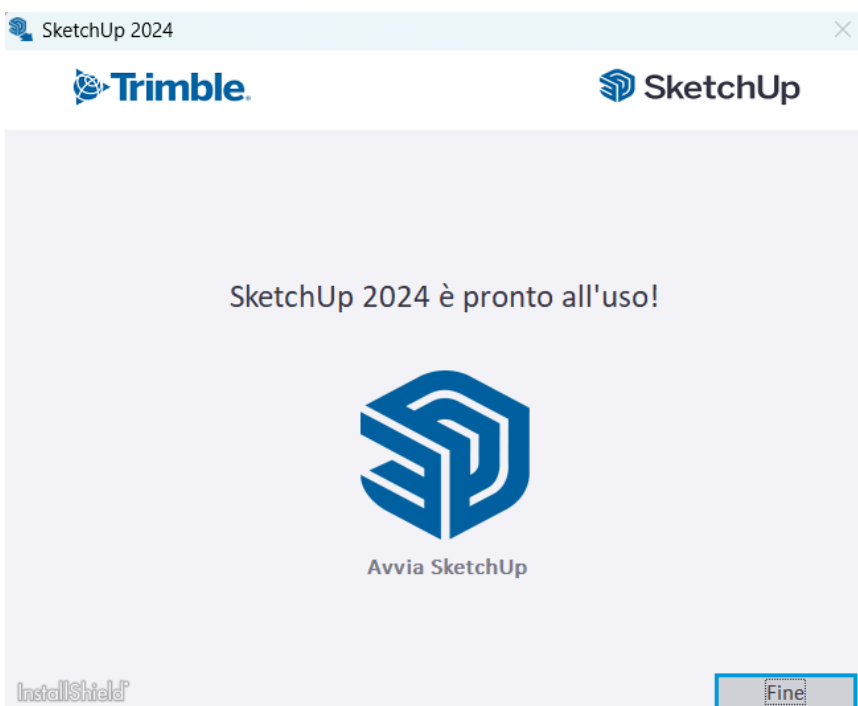 SketchUp 2024
Trimble.
SketchUp
SketchUp 2024 è pronto all'uso!
Avvia SketchUp
InstallShield
Fine